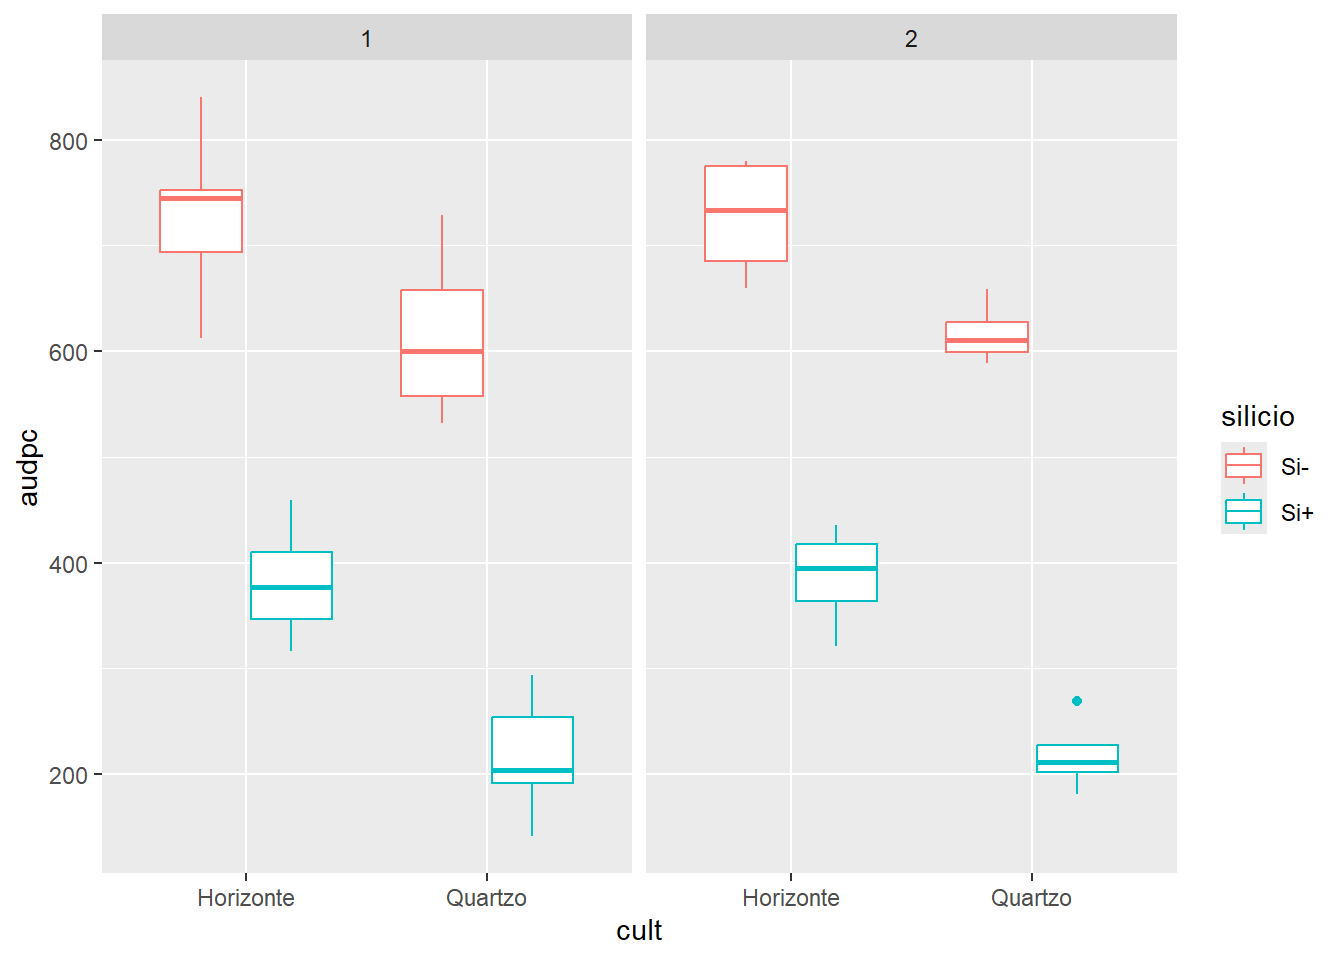 1
2
800
600
400
200
audpc
Horizonte
Quartzo
Horizonte
Quartzo
cult
silicio
Si-
Si+